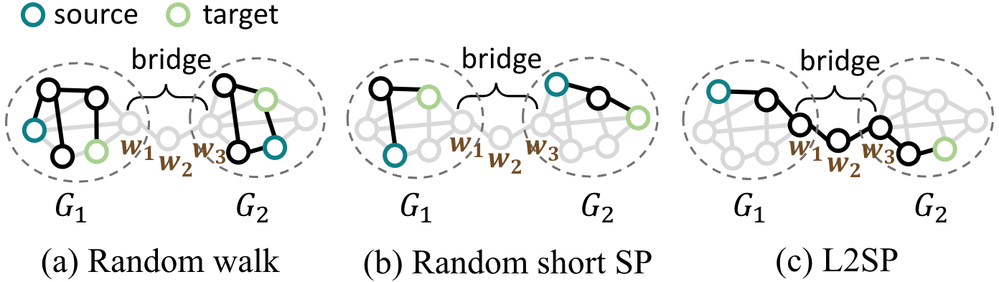 source target
bridge
w1 w2 w3
G1 G2
(a) Random walk
bridge
w1 w2 w3
G1 G2
(b) Random short SP
bridge
w1 w2 w3
G1 G2
(c) L2SP